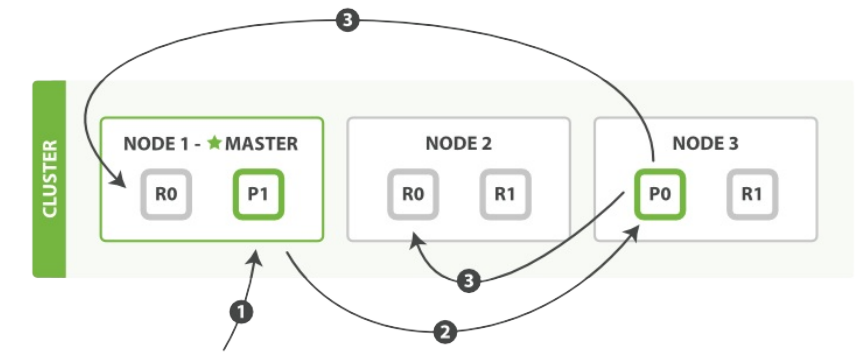 3
CLUSTER
NODE 1 - ★ MASTER
R0
P1
NODE 2
R0
R1
NODE 3
P0
R1
1
3
2